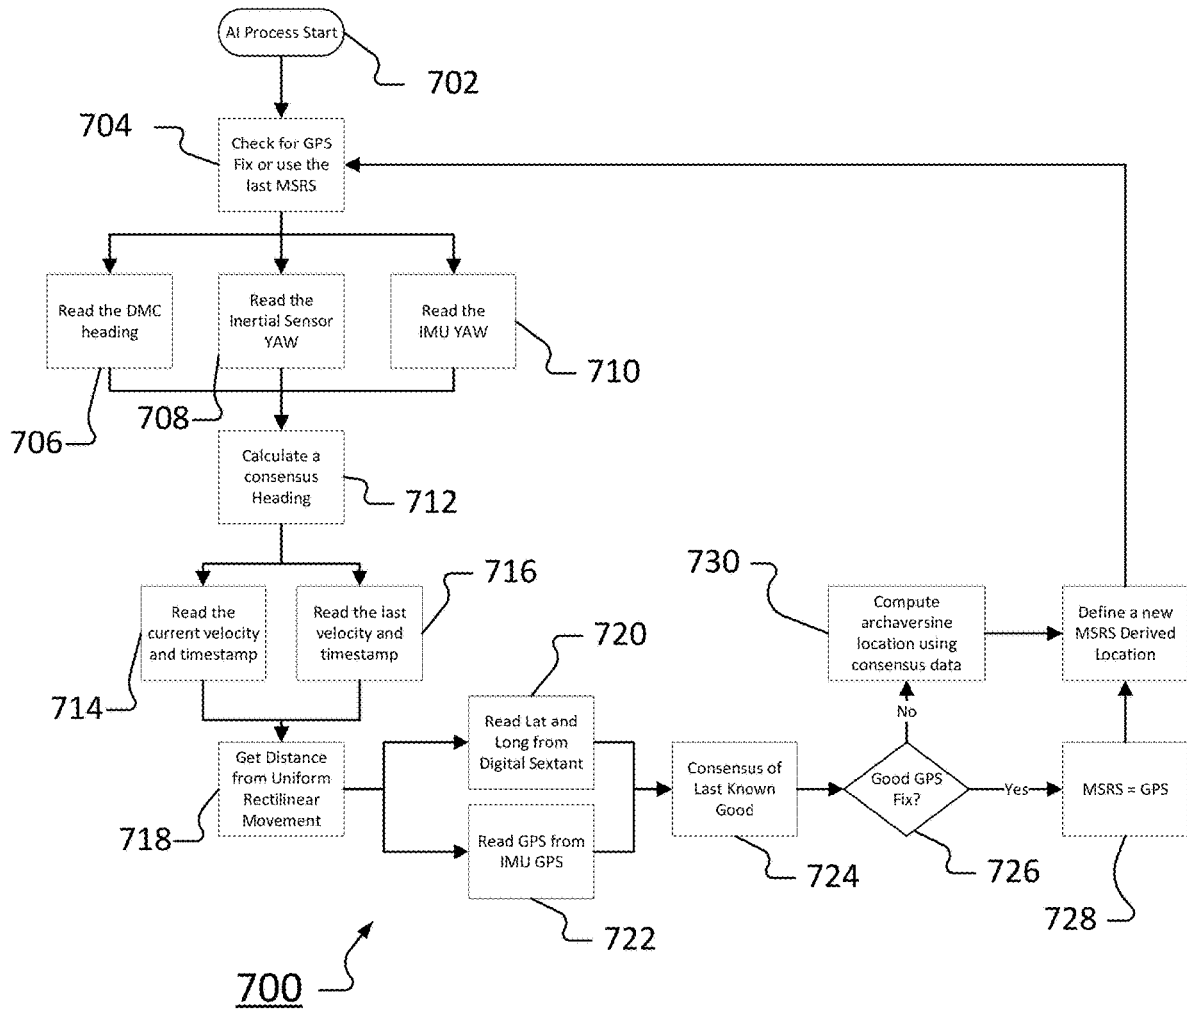 AI Process Start
702
704
Check for GPS
Fix or use the
last MSRS
Read the DMC
heading
Read the
Inertial Sensor
YAW
Read the
IMU YAW
706
708
710
Calculate a
consensus
Heading
712
714
Read the
current velocity
and timestamp
Read the last
velocity and
timestamp
716
718
Get Distance
from Uniform
Rectilinear
Movement
720
Read Lat and
Long from
Digital Sextant
Read GPS from
IMU GPS
722
Consensus of
Last Known
Good
724
Good GPS
Fix?
726
No
Yes
730
Compute
archaversine
location using
consensus data
Define a new
MSRS Derived
Location
MSRS = GPS
728
700